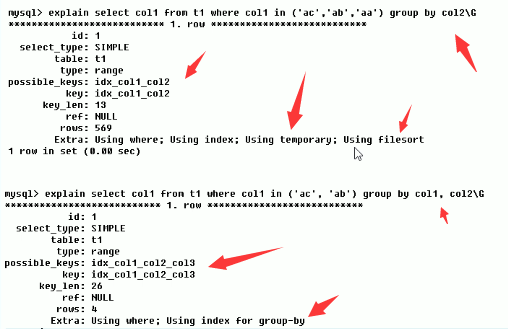 mysql> explain select col1 from t1 where col1 in ('ac','ab','aa') group by col2\G
*************************** 1. row ***************************
id: 1
select_type: SIMPLE
table: t1
type: range
possible_keys: idx_col1_col2
key: idx_col1_col2
key_len: 13
ref: NULL
rows: 569
Extra: Using where; Using index; Using temporary; Using filesort
1 row in set (0.00 sec)
mysql> explain select col1 from t1 where col1 in ('ac', 'ab') group by col1, col2\G
*************************** 1. row ***************************
id: 1
select_type: SIMPLE
table: t1
type: range
possible_keys: idx_col1_col2_col3
key: idx_col1_col2_col3
key_len: 26
ref: NULL
rows: 4
Extra: Using where; Using index for group-by